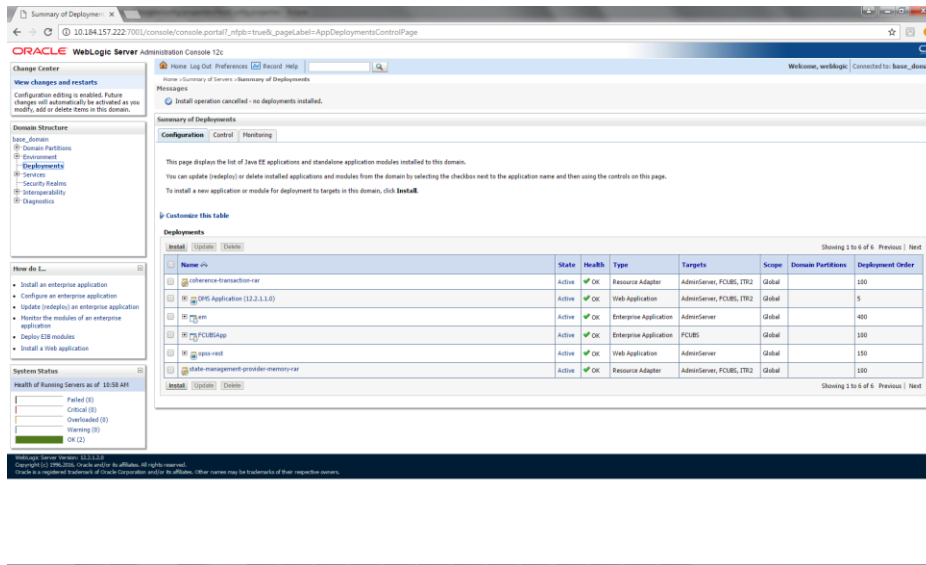 Summary of Deploymen
10.184.157.222:7001/console/console.portal?_nfpb=true&_pageLabel=AppDeploymentsControlPage
ORACLE WebLogic Server Administration Console 12c
Change Center
View changes and restarts
Configuration editing is enabled. Future
changes will automatically be activated as you
modify, add or delete items in this domain.
Domain Structure
base_domain
Domain Partitions
Environment
Deployments
Services
Security Realms
Interoperability
Diagnostics
How do I...
Install an enterprise application
Configure an enterprise application
Update (redeploy) an enterprise application
Monitor the modules of an enterprise
application
Deploy EJB modules
Install a Web application
System Status
Health of Running Servers as of 10:58 AM
Failed (0)
Critical (0)
Overloaded (0)
Warning (0)
OK (2)
Home Log Out Preferences Record Help
Welcome, weblogic Connected to: base_dom
Home >Summary of Servers >Summary of Deployments
Messages
Install operation cancelled - no deployments installed.
Summary of Deployments
Configuration Control Monitoring
This page displays the list of Java EE applications and standalone application modules installed to this domain.
You can update (redeploy) or delete installed applications and modules from the domain by selecting the checkbox next to the application name and then using the controls on this page.
To install a new application or module for deployment to targets in this domain, click Install.
Customize this table
Deployments
Install Update Delete Showing 1 to 6 of 6 Previous | Next
Name State Health Type Targets Scope Domain Partitions Deployment Order
coherence-transaction-rar Active OK Resource Adapter AdminServer, FCUBS, ITR2 Global 100
DMS Application (12.2.1.1.0) Active OK Web Application AdminServer, FCUBS, ITR2 Global 5
em Active OK Enterprise Application AdminServer Global 400
FCUBSApp Active OK Enterprise Application FCUBS Global 100
opss-rest Active OK Web Application AdminServer Global 150
state-management-provider-memory-rar Active OK Resource Adapter AdminServer, FCUBS, ITR2 Global 100
Install Update Delete Showing 1 to 6 of 6 Previous | Next
WebLogic Server Version: 12.2.1.2.0
Copyright (c) 1996,2016, Oracle and/or its affiliates. All rights reserved.
Oracle is a registered trademark of Oracle Corporation and/or its affiliates. Other names may be trademarks of their respective owners.